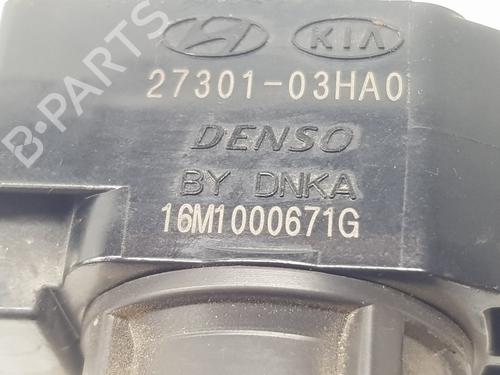 KIA
27301-03HA0
DENSO
BY DNKA
16M1000671G
B-PARTS